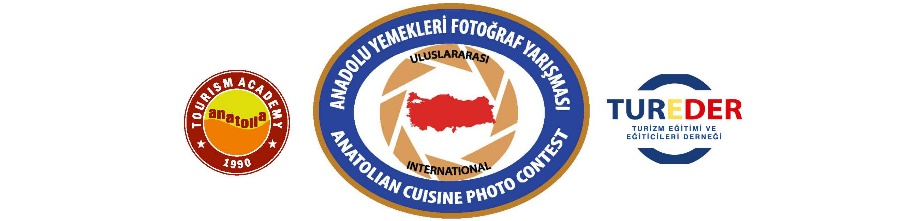 TOURISM ACADEMY
anatolia
1990
ANADOLU YEMEKLERİ FOTOĞRAF YARIŞMASI
ULUSLARARASI
INTERNATIONAL
ANATOLIAN CUISINE PHOTO CONTEST
TUREDER
TURİZM EĞİTİMİ VE
EĞİTİCİLERİ DERNEĞİ